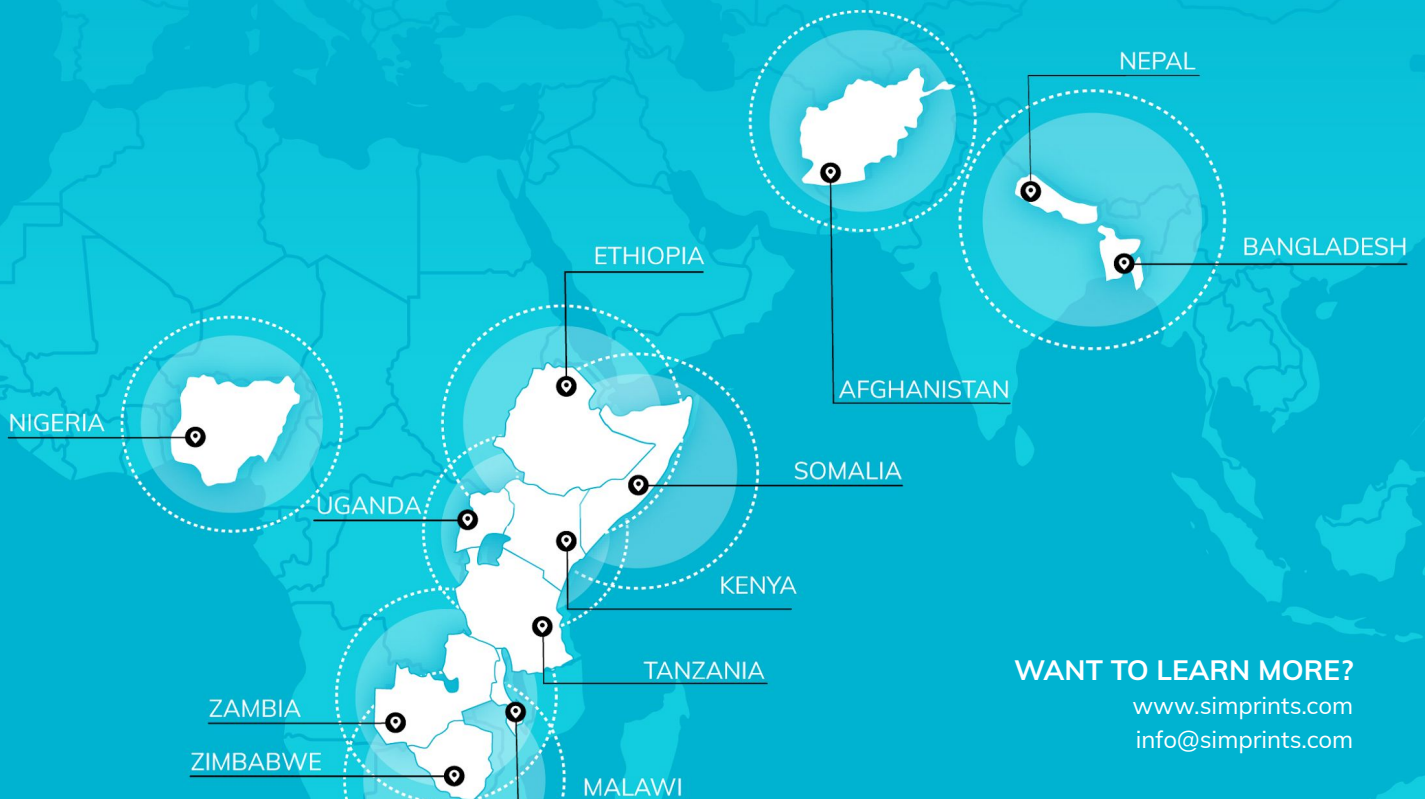 NEPAL
BANGLADESH
ETHIOPIA
AFGHANISTAN
NIGERIA
SOMALIA
UGANDA
KENYA
TANZANIA
ZAMBIA
ZIMBABWE
MALAWI
WANT TO LEARN MORE?
www.simprints.com
info@simprints.com